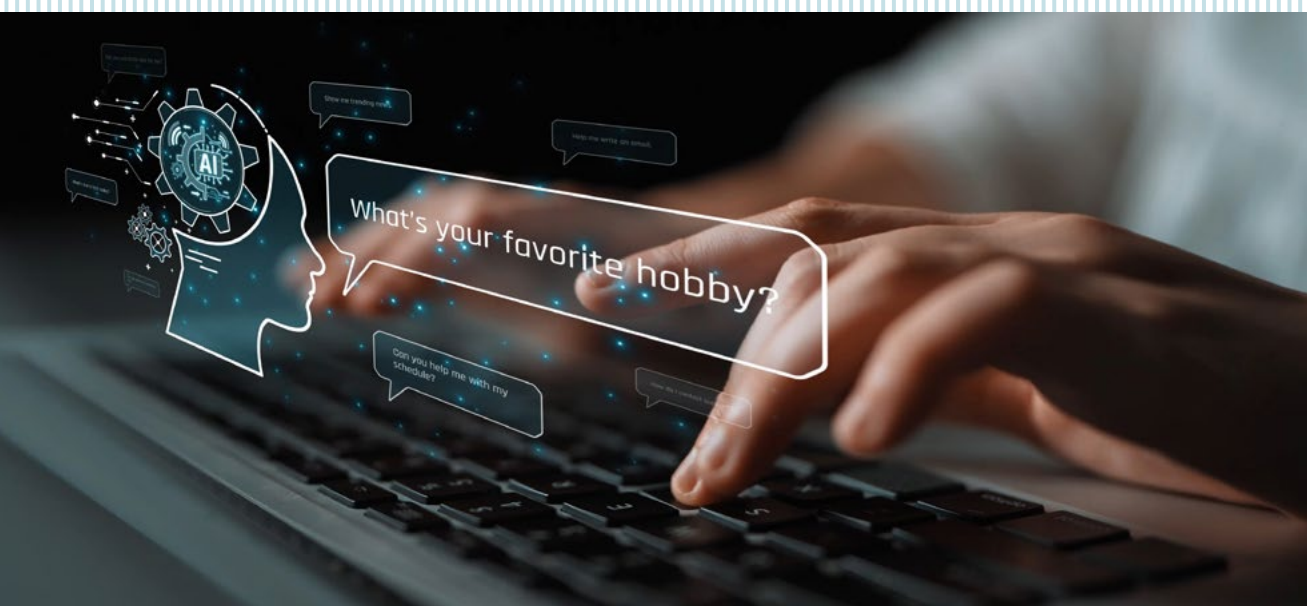 Show me trending news.
Help me write an email.
AI
What's your favorite hobby?
Can you help me with my
schedule?